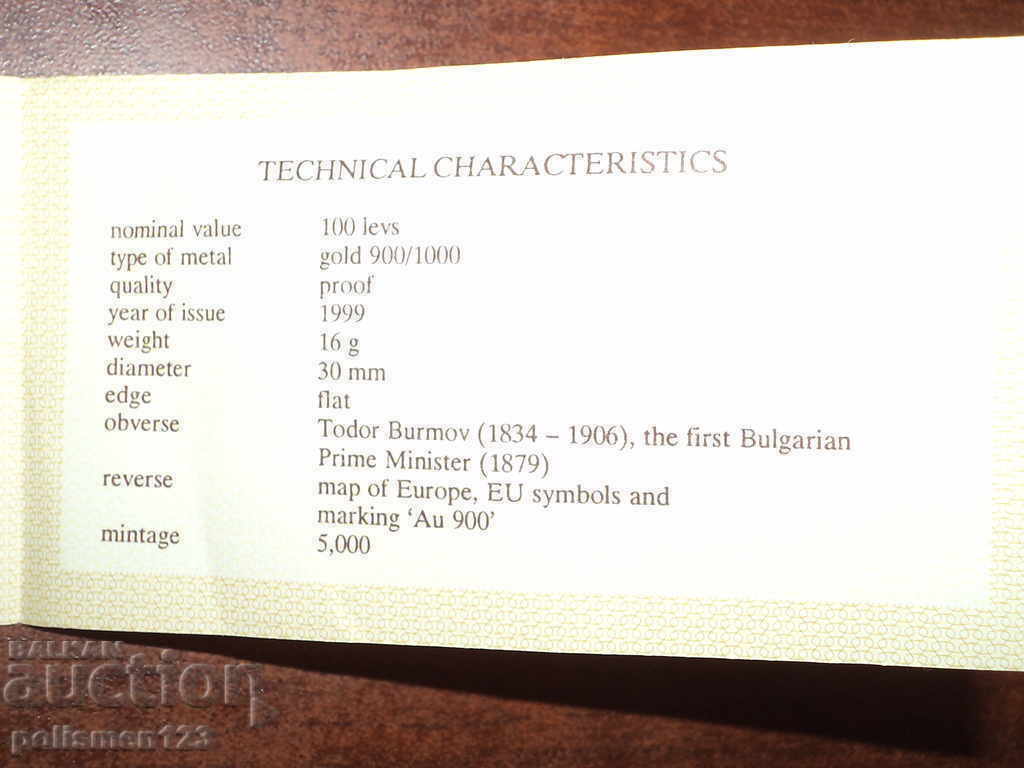 TECHNICAL CHARACTERISTICS
nominal value 100 levs
type of metal gold 900/1000
quality proof
year of issue 1999
weight 16 g
diameter 30 mm
edge flat
obverse Todor Burmov (1834 – 1906), the first Bulgarian
Prime Minister (1879)
reverse map of Europe, EU symbols and
marking ‘Au 900’
mintage 5,000
BALKAN
auction
polismen123